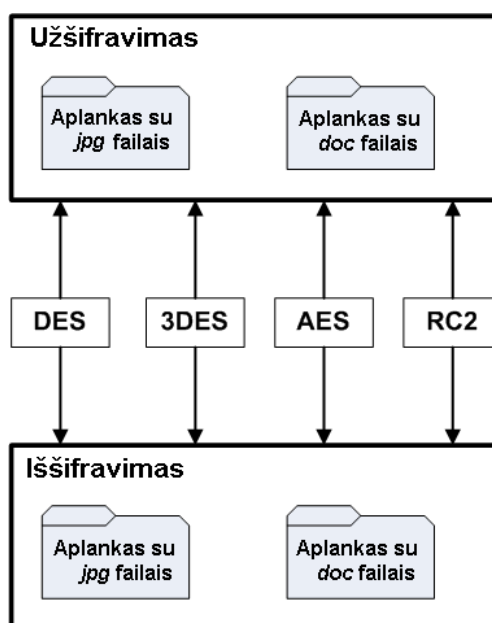 Užšifravimas
Aplankas su
jpg failais
Aplankas su
doc failais
DES
3DES
AES
RC2
Iššifravimas
Aplankas su
jpg failais
Aplankas su
doc failais